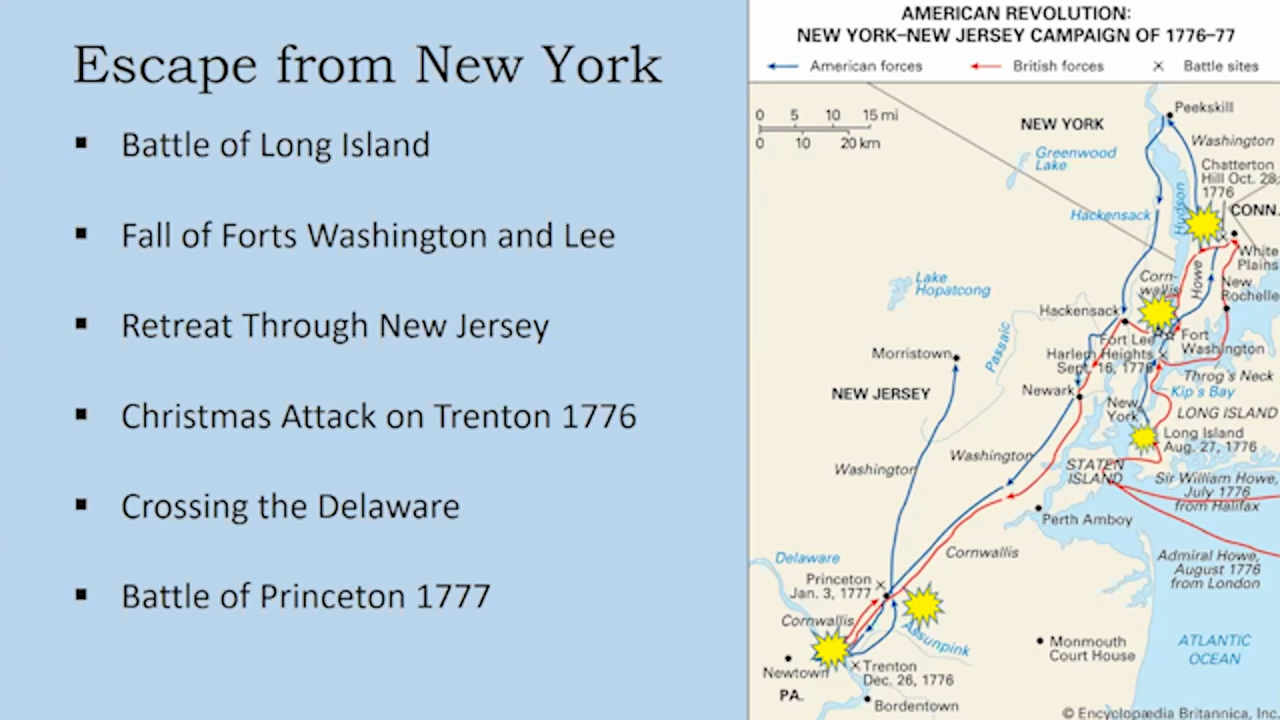 Escape from New York
▪ Battle of Long Island
▪ Fall of Forts Washington and Lee
▪ Retreat Through New Jersey
▪ Christmas Attack on Trenton 1776
▪ Crossing the Delaware
▪ Battle of Princeton 1777
AMERICAN REVOLUTION:
NEW YORK–NEW JERSEY CAMPAIGN OF 1776–77
American forces
British forces
Battle sites
0 5 10 15 mi
0 10 20 km
NEW YORK
Peekskill
Washington
Greenwood
Lake
Chatterton
Hill Oct. 28,
1776
Hudson
CONN.
Hackensack
White
Plains
Howe
Corn-
wallis
New
Rochelle
Lake
Hopatcong
Hackensack
Fort Lee
Fort
Washington
Harlem Heights
Sept. 16, 1776
Passaic
Morristown
Throg's Neck
Kip's Bay
NEW JERSEY
Newark
New
York
LONG ISLAND
Long Island
Aug. 27, 1776
Washington
Washington
STATEN
ISLAND
Sir William Howe,
July 1776
from Halifax
Perth Amboy
Cornwallis
Admiral Howe,
August 1776
from London
Delaware
Princeton
Jan. 3, 1777
Cornwallis
Assunpink
Monmouth
Court House
ATLANTIC
OCEAN
Newtown
Trenton
Dec. 26, 1776
PA.
Bordentown
© Encyclopædia Britannica, Inc.